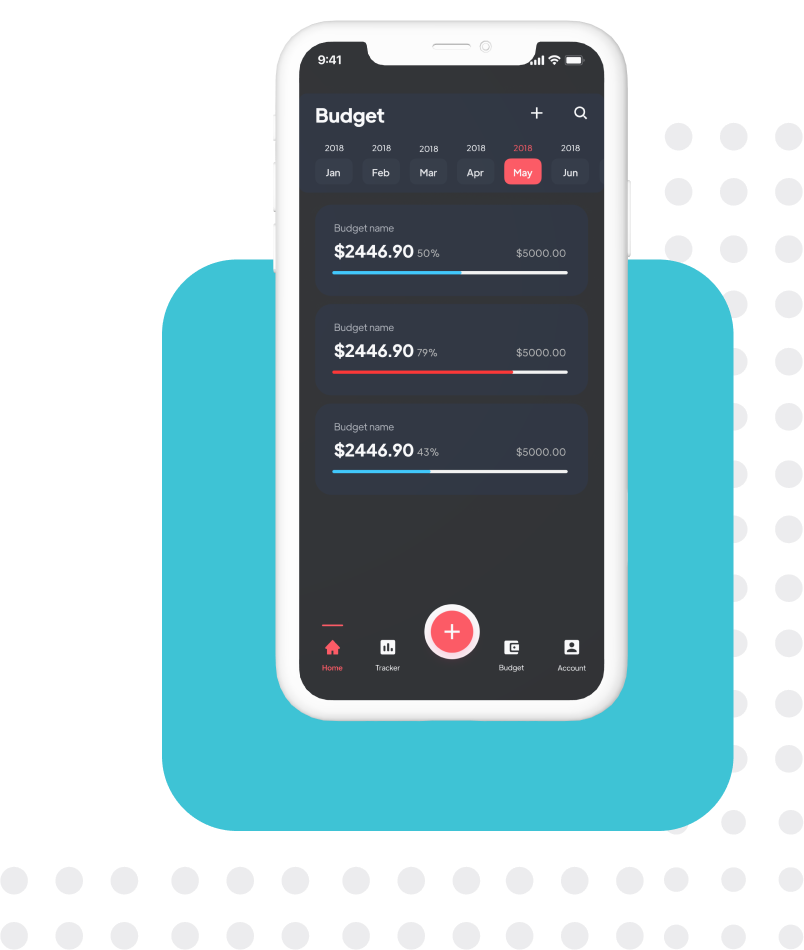 9:41
Budget
2018 2018 2018 2018 2018 2018
Jan Feb Mar Apr May Jun
Budget name
$2446.90 50% $5000.00
Budget name
$2446.90 79% $5000.00
Budget name
$2446.90 43% $5000.00
Home Tracker Budget Account